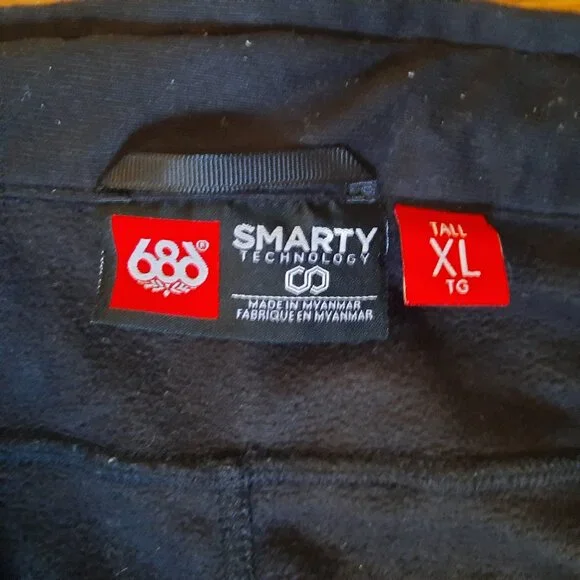 686®
SMARTY
TECHNOLOGY
MADE IN MYANMAR
FABRIQUE EN MYANMAR
TALL
XL
TG